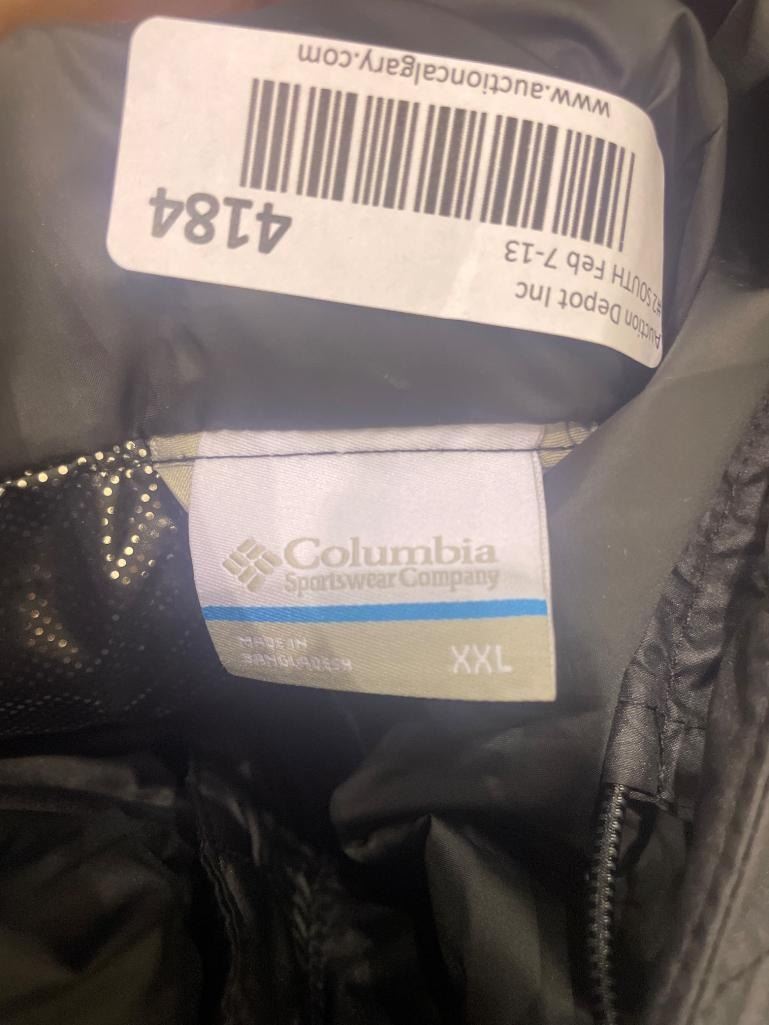 www.auctioncalgary.com
4184
#2 SOUTH Feb 7-13
Auction Depot Inc
Columbia
Sportswear Company
MADE IN
BANGLADESH
XXL